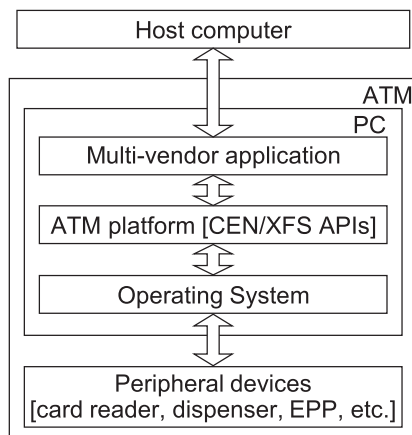 Host computer
ATM
PC
Multi-vendor application
ATM platform [CEN/XFS APIs]
Operating System
Peripheral devices
[card reader, dispenser, EPP, etc.]